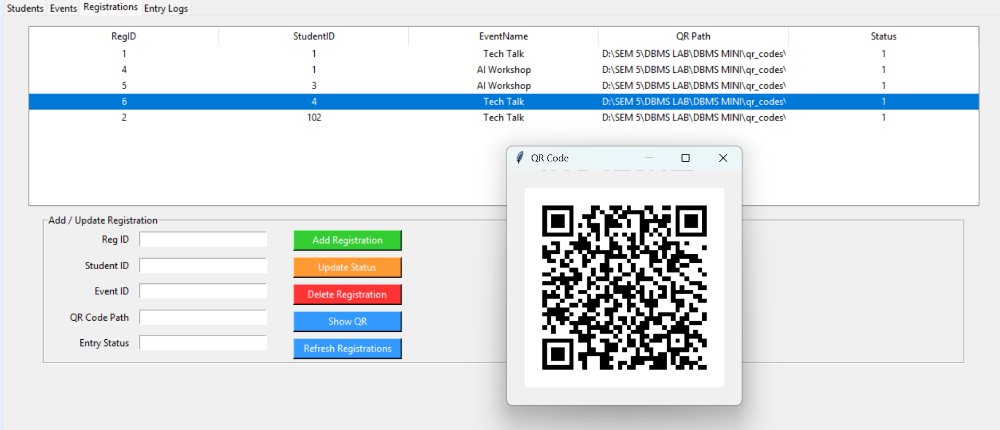 Students Events Registrations Entry Logs
RegID StudentID EventName QR Path Status
1 1 Tech Talk D:\SEM 5\DBMS LAB\DBMS MINI\qr_codes\ 1
4 1 AI Workshop D:\SEM 5\DBMS LAB\DBMS MINI\qr_codes\ 1
5 3 AI Workshop D:\SEM 5\DBMS LAB\DBMS MINI\qr_codes\ 1
6 4 Tech Talk D:\SEM 5\DBMS LAB\DBMS MINI\qr_codes\ 1
2 102 Tech Talk D:\SEM 5\DBMS LAB\DBMS MINI\qr_codes\ 1
QR Code
Add / Update Registration
Reg ID
Student ID
Event ID
QR Code Path
Entry Status
Add Registration
Update Status
Delete Registration
Show QR
Refresh Registrations